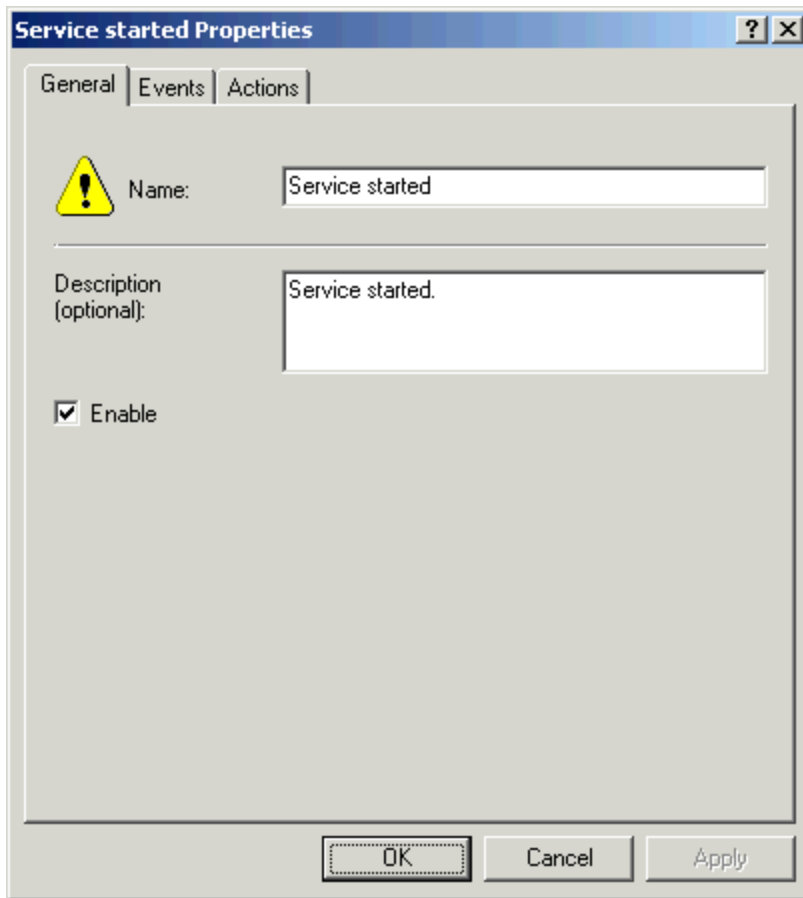 Service started Properties
General Events Actions
Name: Service started
Description
(optional):
Service started.
Enable
OK Cancel Apply